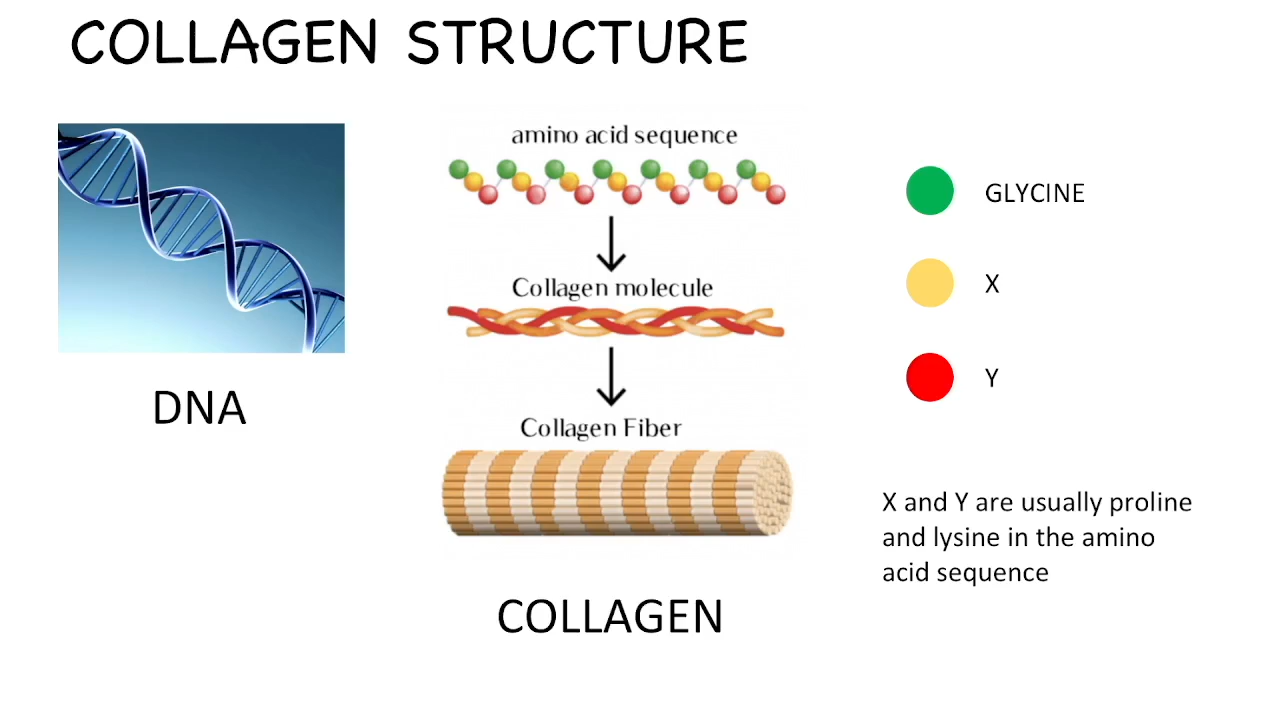 COLLAGEN STRUCTURE
DNA
amino acid sequence
Collagen molecule
Collagen Fiber
COLLAGEN
GLYCINE
X
Y
X and Y are usually proline
and lysine in the amino
acid sequence